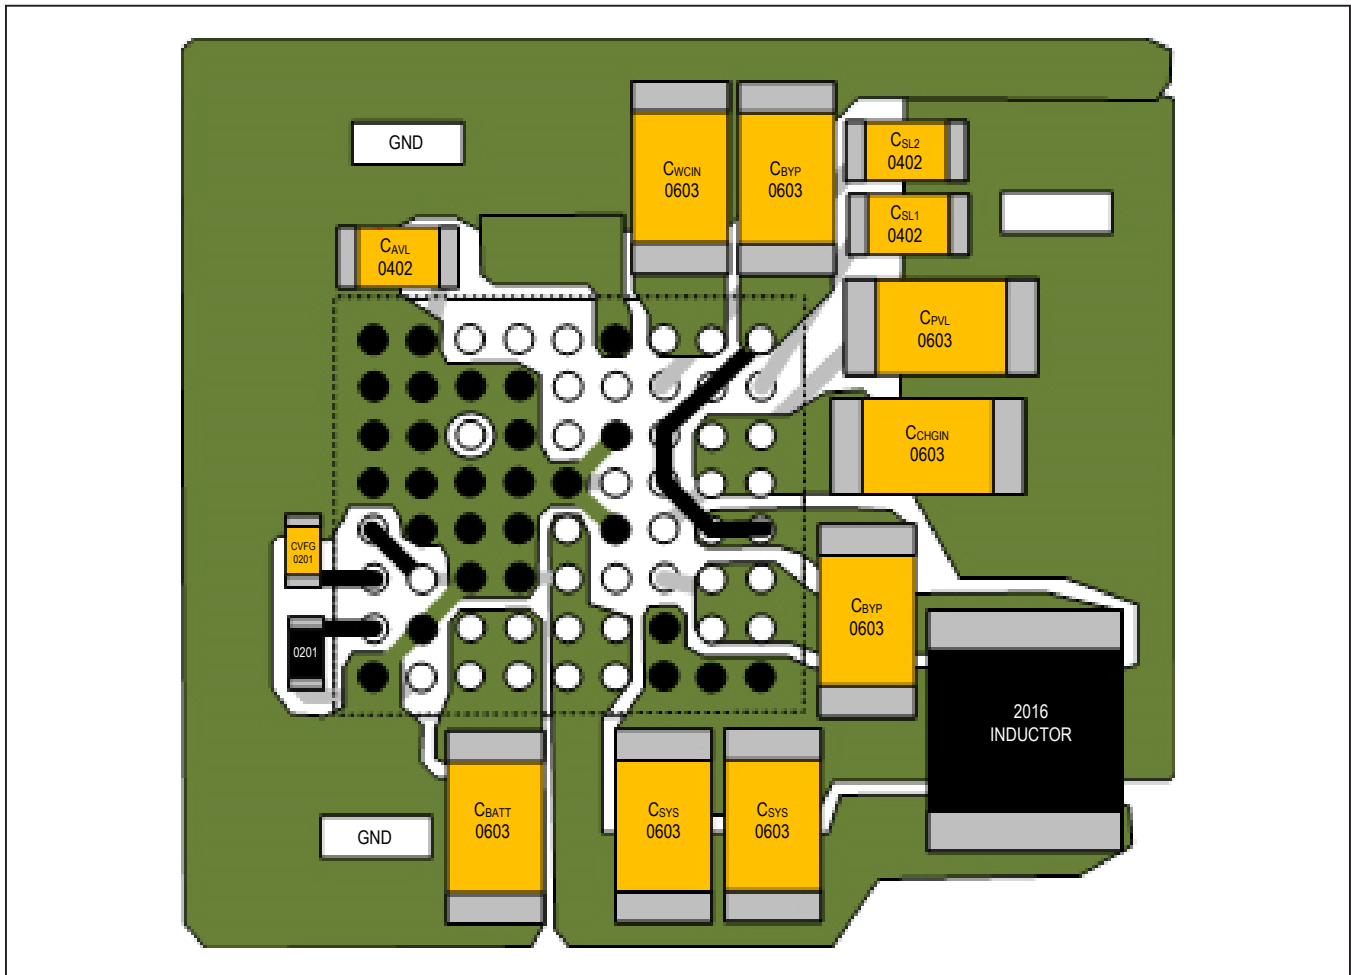 GND
CWCIN
0603
CBYP
0603
CSL2
0402
CSL1
0402
CAVL
0402
CPVL
0603
CCHGIN
0603
CVFG
0201
0201
CBYP
0603
2016
INDUCTOR
CBATT
0603
CSYS
0603
CSYS
0603
GND